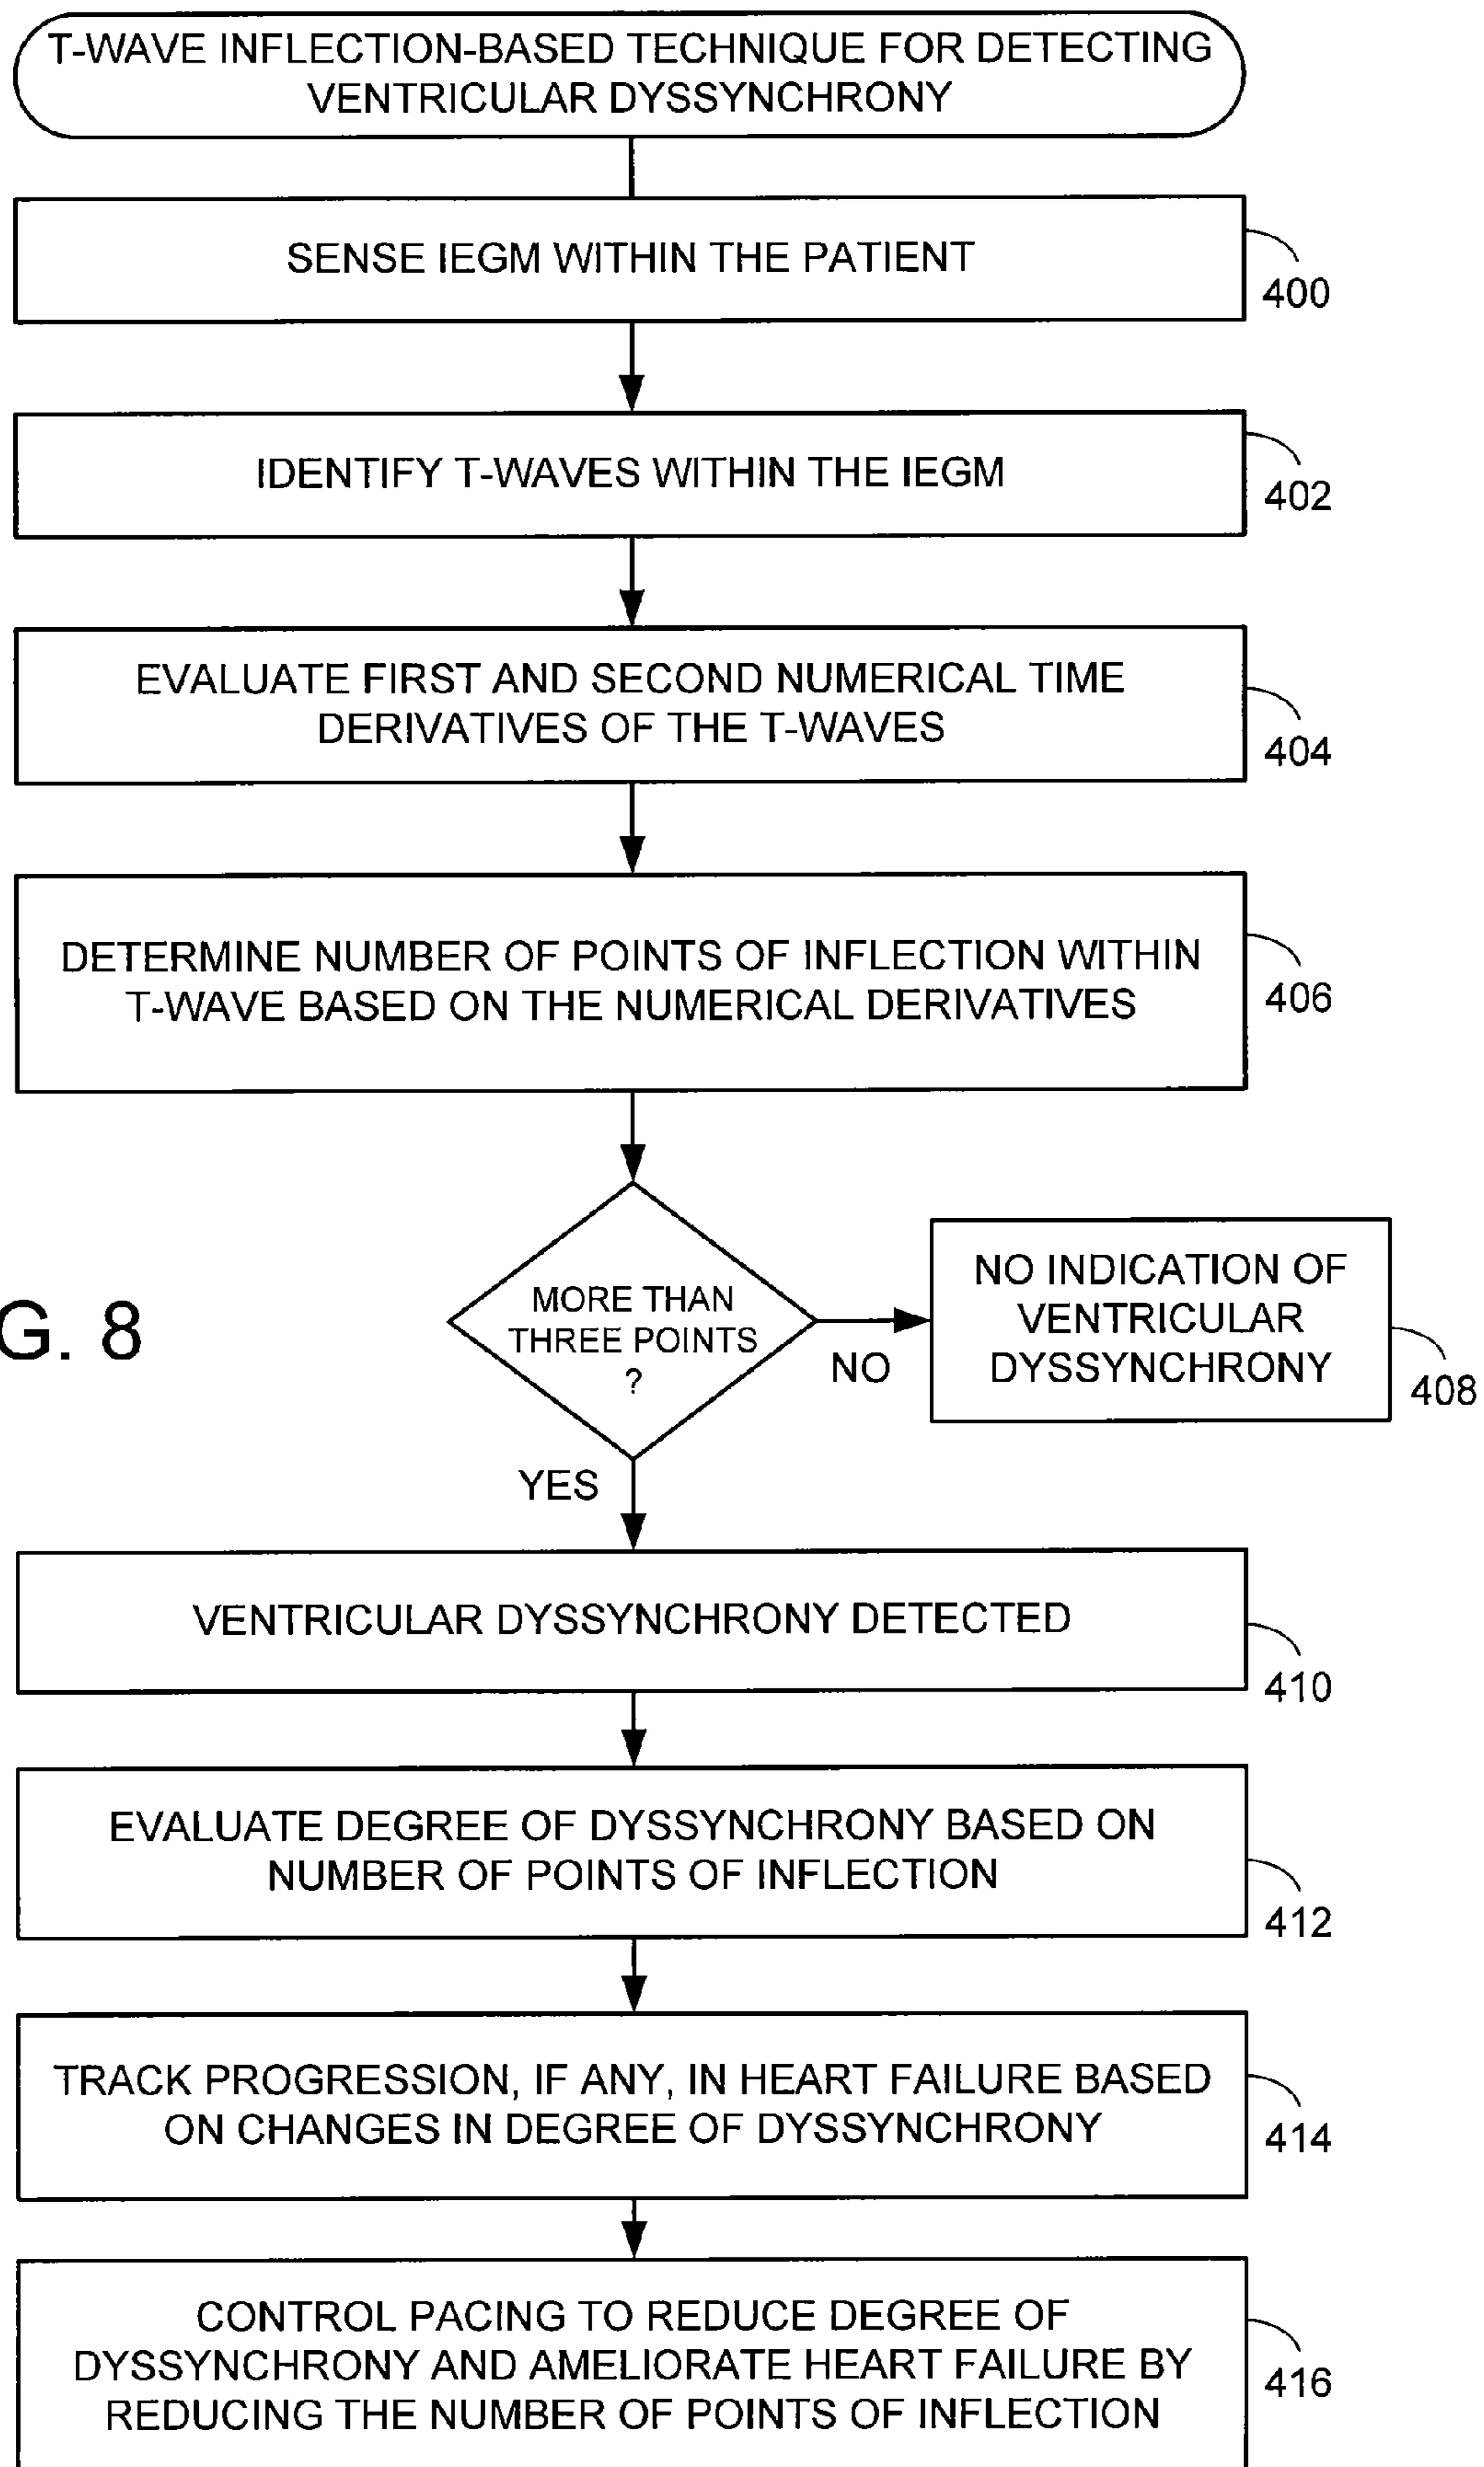 T-WAVE INFLECTION-BASED TECHNIQUE FOR DETECTING
VENTRICULAR DYSSYNCHRONY
SENSE IEGM WITHIN THE PATIENT
400
IDENTIFY T-WAVES WITHIN THE IEGM
402
EVALUATE FIRST AND SECOND NUMERICAL TIME
DERIVATIVES OF THE T-WAVES
404
DETERMINE NUMBER OF POINTS OF INFLECTION WITHIN
T-WAVE BASED ON THE NUMERICAL DERIVATIVES
406
G. 8
MORE THAN
THREE POINTS
?
NO
NO INDICATION OF
VENTRICULAR
DYSSYNCHRONY
408
YES
VENTRICULAR DYSSYNCHRONY DETECTED
410
EVALUATE DEGREE OF DYSSYNCHRONY BASED ON
NUMBER OF POINTS OF INFLECTION
412
TRACK PROGRESSION, IF ANY, IN HEART FAILURE BASED
ON CHANGES IN DEGREE OF DYSSYNCHRONY
414
CONTROL PACING TO REDUCE DEGREE OF
DYSSYNCHRONY AND AMELIORATE HEART FAILURE BY
REDUCING THE NUMBER OF POINTS OF INFLECTION
416